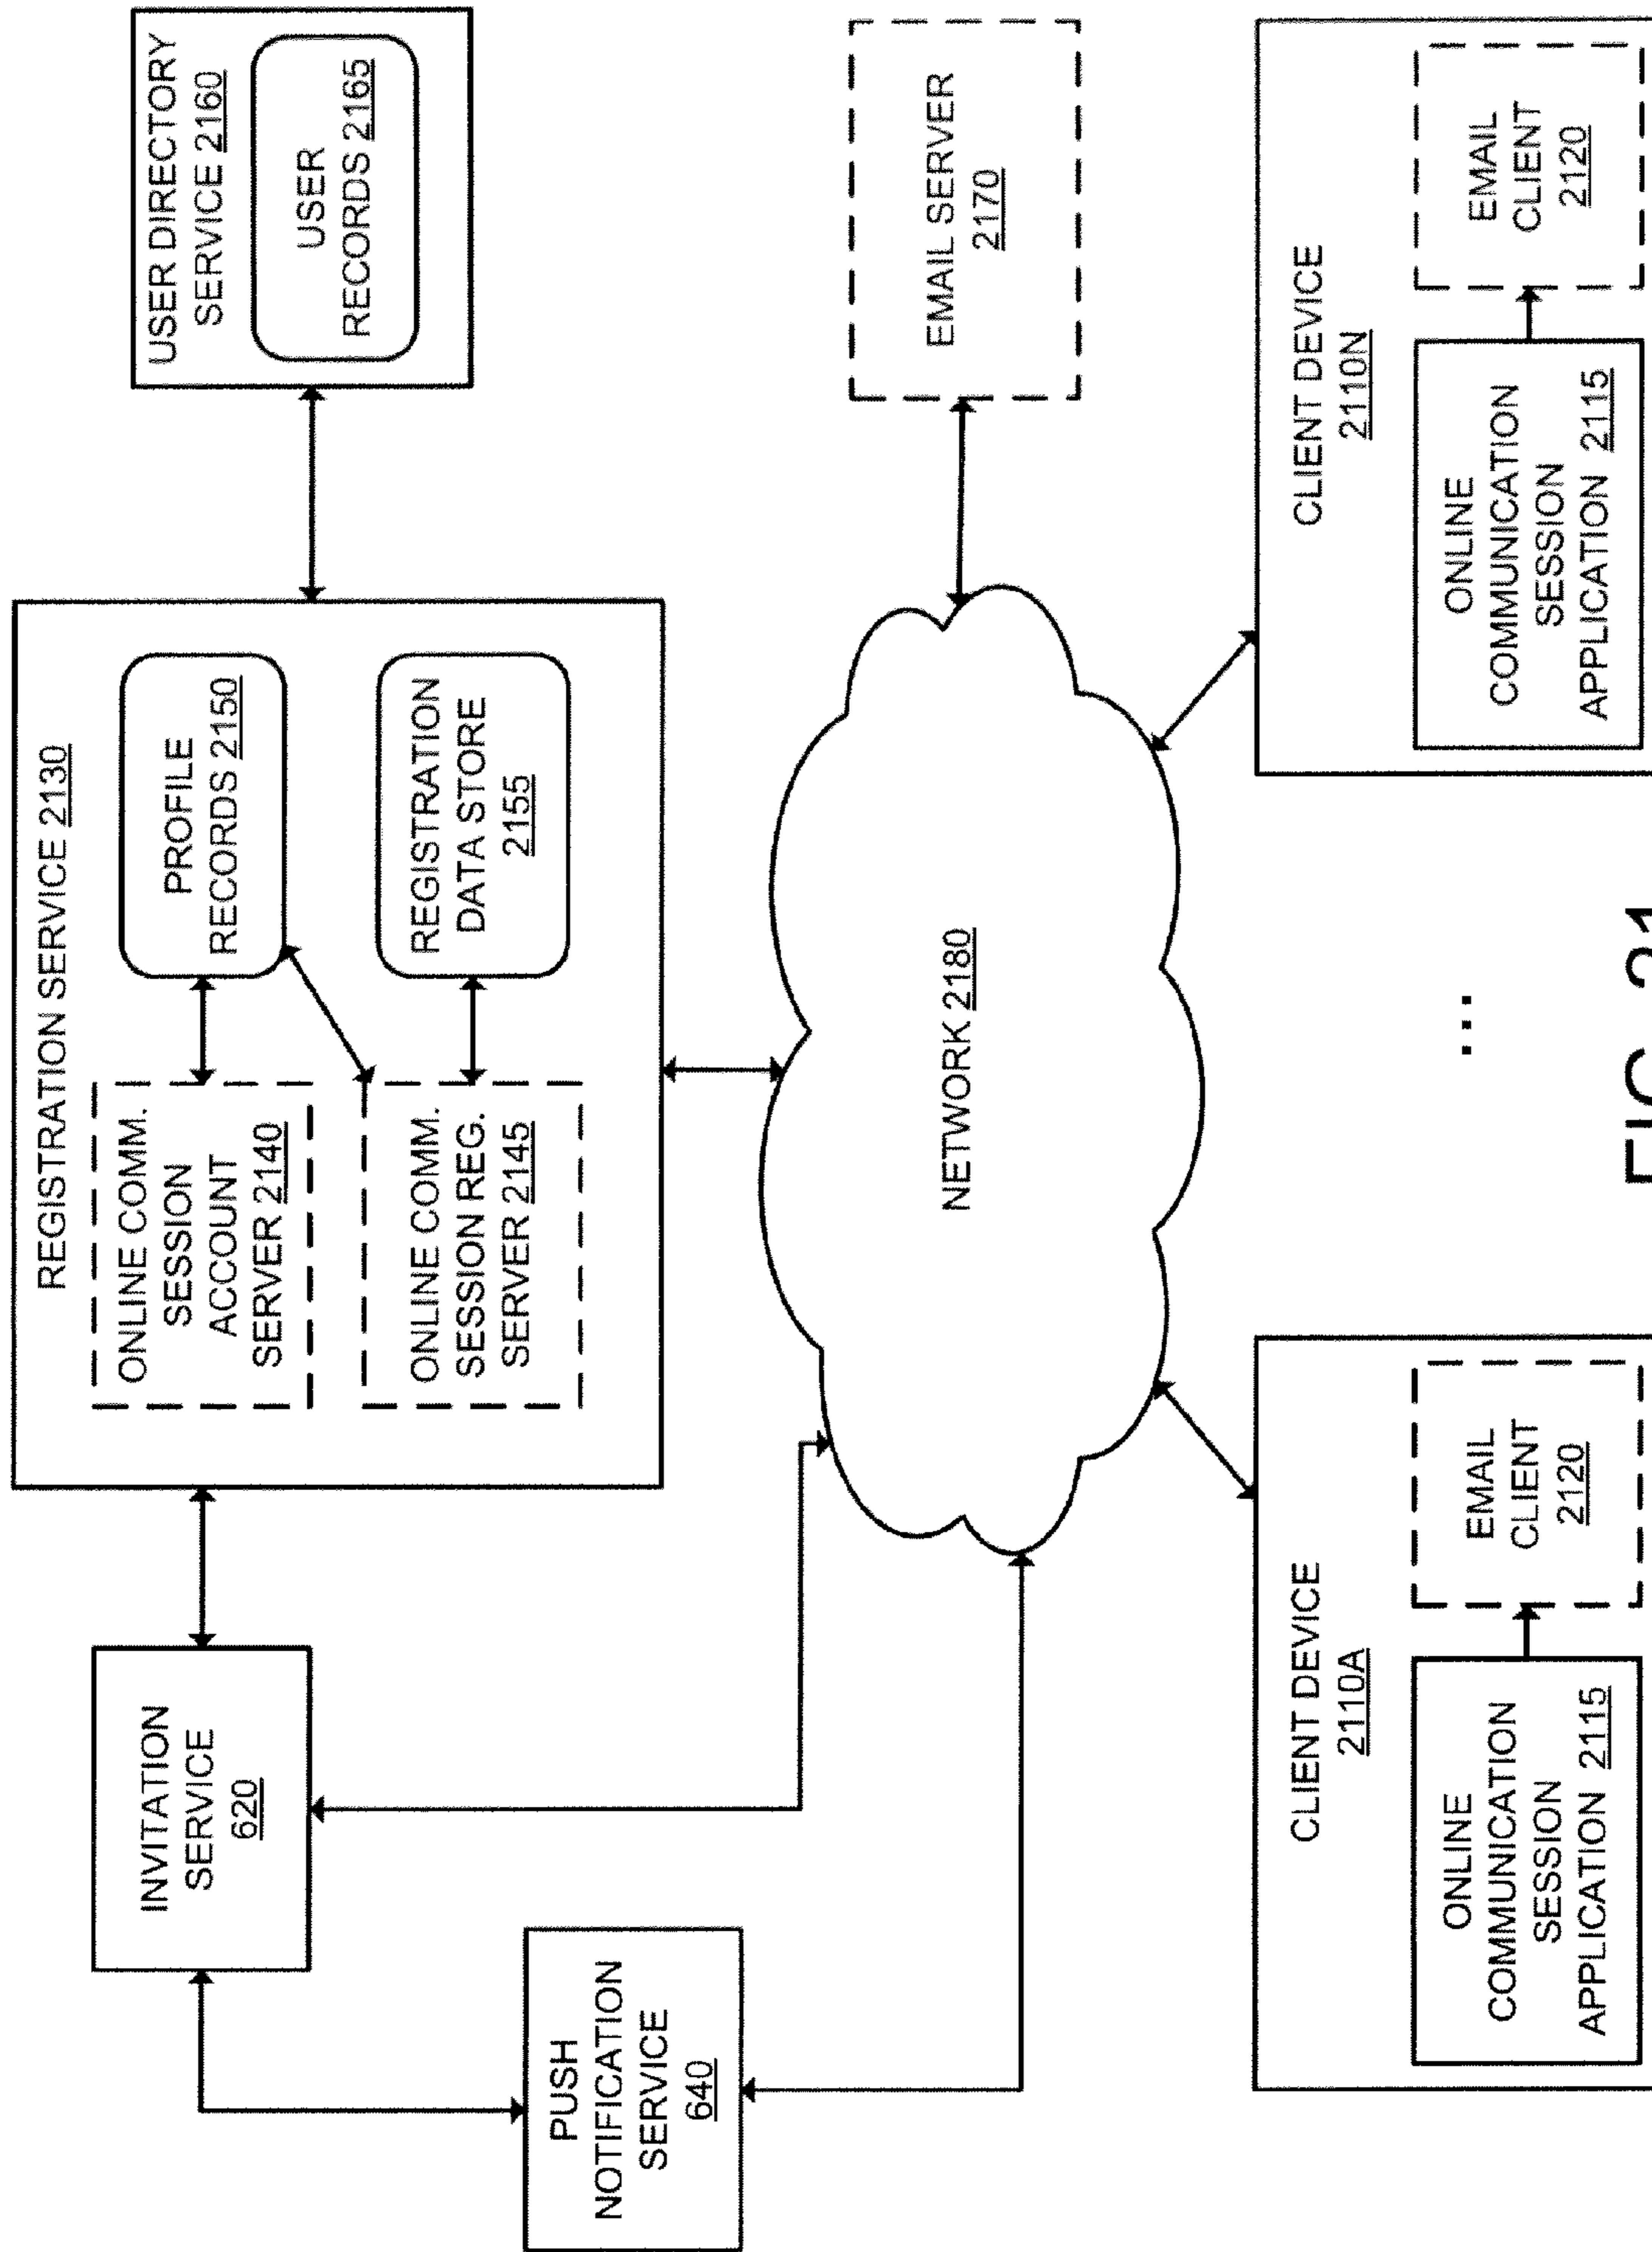 REGISTRATION SERVICE 2130
ONLINE COMM.
SESSION
ACCOUNT
SERVER 2140
PROFILE
RECORDS 2150
ONLINE COMM.
SESSION REG.
SERVER 2145
REGISTRATION
DATA STORE
2155
USER DIRECTORY
SERVICE 2160
USER
RECORDS 2165
INVITATION
SERVICE
620
PUSH
NOTIFICATION
SERVICE
640
NETWORK 2180
EMAIL SERVER
2170
CLIENT DEVICE
2110A
ONLINE
COMMUNICATION
SESSION
APPLICATION 2115
EMAIL
CLIENT
2120
...
CLIENT DEVICE
2110N
ONLINE
COMMUNICATION
SESSION
APPLICATION 2115
EMAIL
CLIENT
2120
FIG. 21